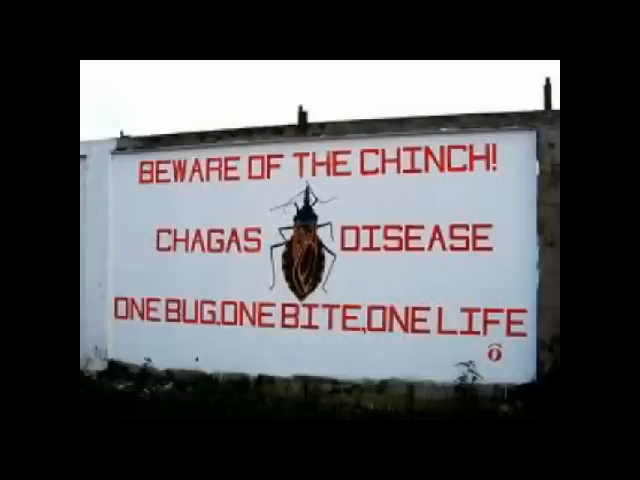 BEWARE OF THE CHINCH!
CHAGAS DISEASE
ONE BUG,ONE BITE,ONE LIFE